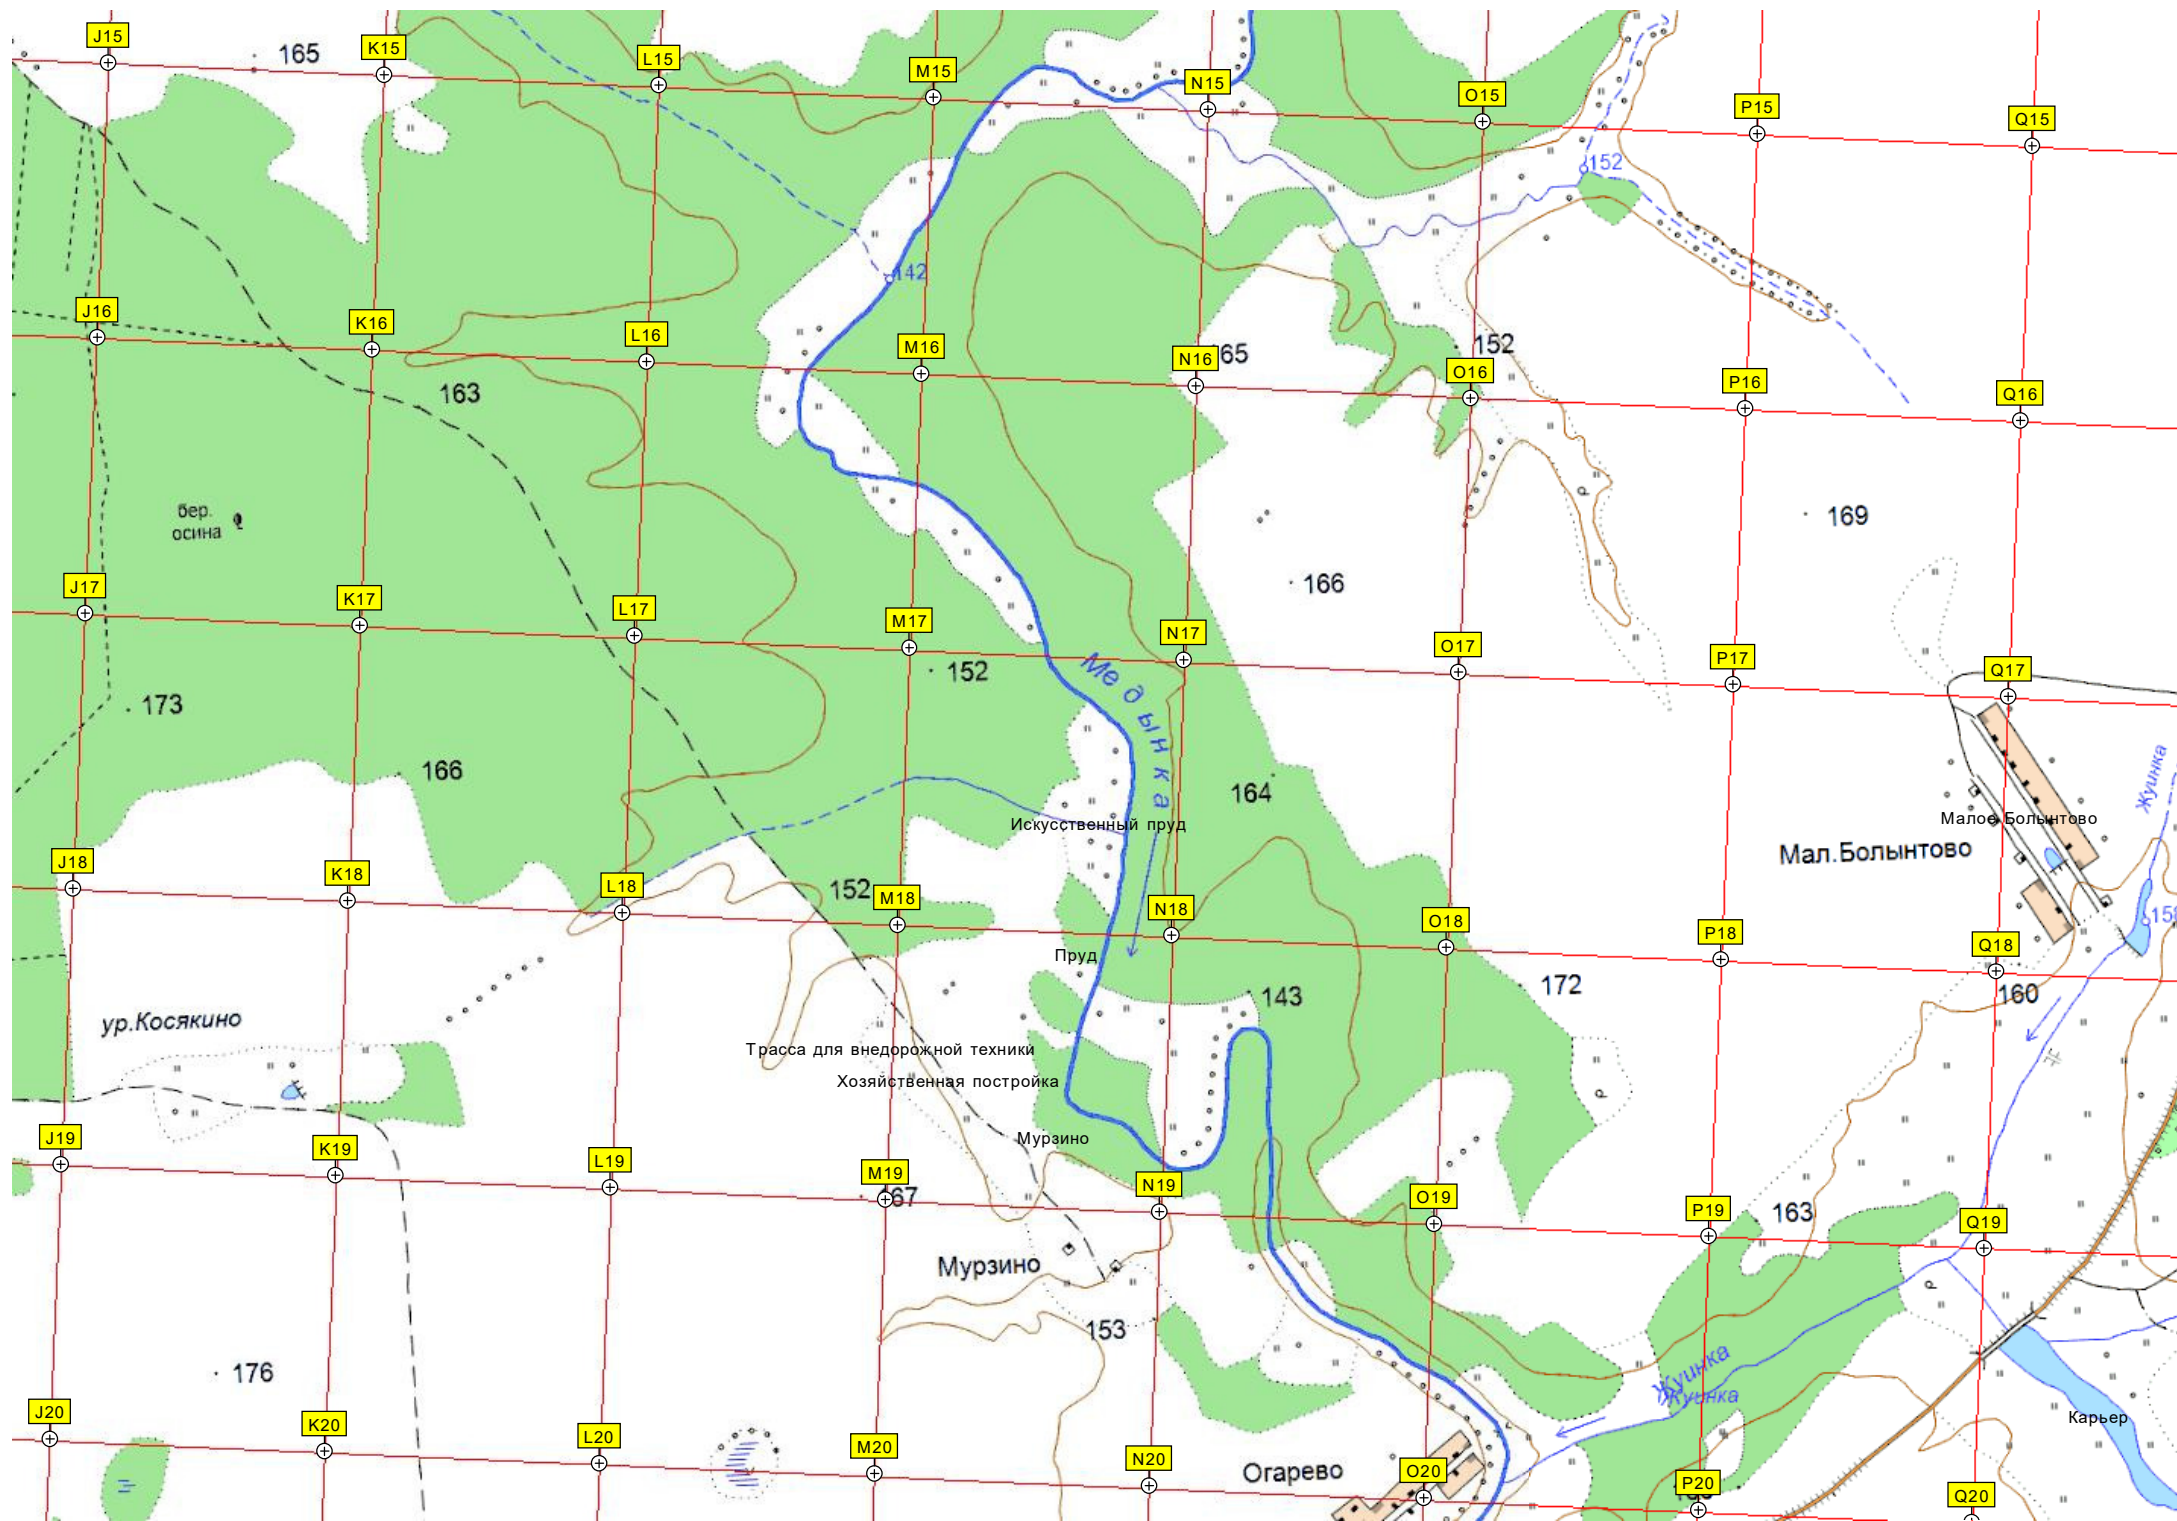 J15
K15
L15
M15
N15
O15
P15
Q15
165
152
142
J16
K16
L16
M16
N16
65
152
O16
P16
Q16
163
бер.
осина
169
166
J17
K17
L17
M17
N17
O17
P17
Q17
152
Медынка
173
166
164
Жуинка
Искусственный пруд
Малое Болынтово
Мал.Болынтово
J18
K18
L18
152
M18
N18
O18
P18
Q18
Пруд
143
172
160
ур.Косякино
Трасса для внедорожной техники
Хозяйственная постройка
Мурзино
J19
K19
L19
M19
67
N19
O19
P19
163
Q19
Мурзино
153
176
Жуинка
Жуинка
Карьер
J20
K20
L20
M20
N20
Огарево
O20
P20
Q20